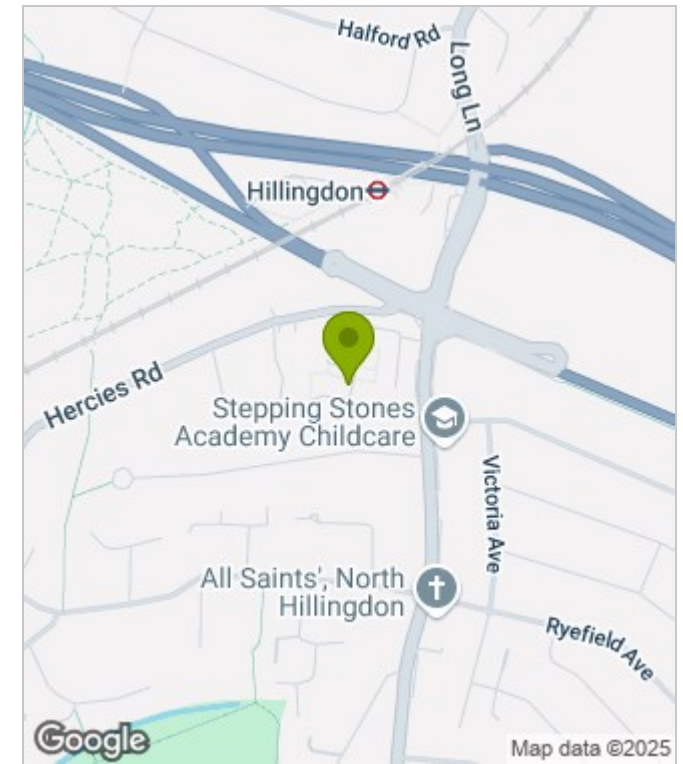 Halford Rd
Long Ln
Hillingdon
Hercies Rd
Stepping Stones
Academy Childcare
Victoria Ave
All Saints', North
Hillingdon
Ryefield Ave
Google
Map data ©2025